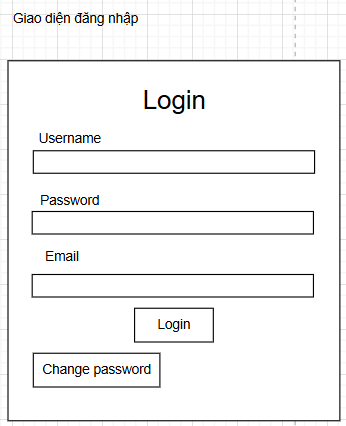 Giao diện đăng nhập
Login
Username
Password
Email
Login
Change password